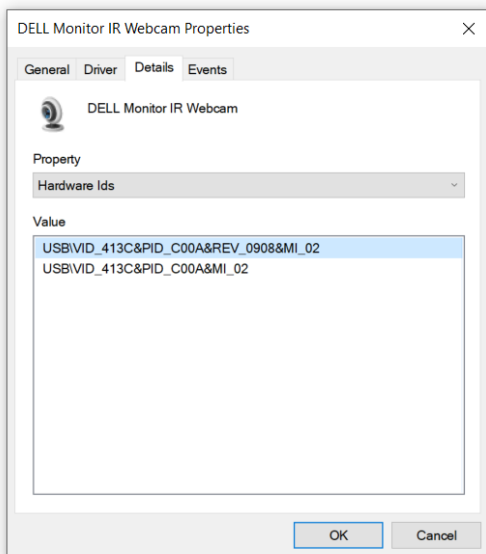 DELL Monitor IR Webcam Properties
General Driver Details Events
DELL Monitor IR Webcam
Property
Hardware Ids
Value
USB\VID_413C&PID_C00A&REV_0908&MI_02
USB\VID_413C&PID_C00A&MI_02
OK Cancel